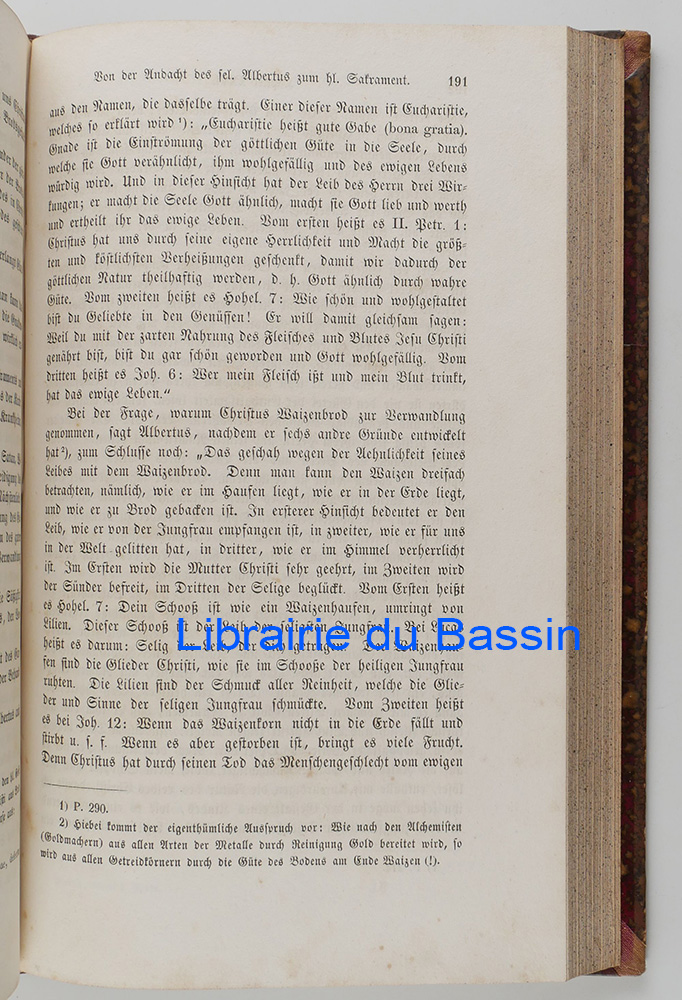 Von der Andacht des sel. Albertus zum hl. Sakrament. 191
aus den Namen, die dasselbe trägt. Einer dieser Namen ist Eucharistie,
welches so erklärt wird ¹): „Eucharistie heißt gute Gabe (bona gratia).
Gnade ist die Einströmung der göttlichen Güte in die Seele, durch
welche sie Gott verähnlicht, ihm wohlgefällig und des ewigen Lebens
würdig wird. Und in dieser Hinsicht hat der Leib des Herrn drei Wir-
kungen; er macht die Seele Gott ähnlich, macht sie Gott lieb und werth
und ertheilt ihr das ewige Leben. Vom ersten heißt es II. Petr. 1:
Christus hat uns durch seine eigene Herrlichkeit und Macht die größ-
ten und köstlichsten Verheißungen geschenkt, damit wir dadurch der
göttlichen Natur theilhaftig werden, d. h. Gott ähnlich durch wahre
Güte. Vom zweiten heißt es Hohel. 7: Wie schön und wohlgestaltet
bist du Geliebte in den Genüssen! Er will damit gleichsam sagen:
Weil du mit der zarten Nahrung des Fleisches und Blutes Jesu Christi
genährt bist, bist du gar schön geworden und Gott wohlgefällig. Vom
dritten heißt es Joh. 6: Wer mein Fleisch ißt und mein Blut trinkt,
hat das ewige Leben.“
Bei der Frage, warum Christus Waizenbrod zur Verwandlung
genommen, sagt Albertus, nachdem er sechs andre Gründe entwickelt
hat²), zum Schlusse noch: „Das geschah wegen der Aehnlichkeit seines
Leibes mit dem Waizenbrod. Denn man kann den Waizen dreifach
betrachten, nämlich, wie er im Haufen liegt, wie er in der Erde liegt,
und wie er zu Brod gebacken ist. In ersterer Hinsicht bedeutet er den
Leib, wie er von der Jungfrau empfangen ist, in zweiter, wie er für uns
in der Welt gelitten hat, in dritter, wie er im Himmel verherrlicht
ist. Im Ersten wird die Mutter Christi sehr geehrt, im Zweiten wird
der Sünder befreit, im Dritten der Selige beglückt. Vom Ersten heißt
es Hohel. 7: Dein Schooß ist wie ein Waizenhaufen, umringt von
Lilien. Dieser Schooß ist der Leib der seligsten Jungfrau. Bei Luk.
heißt es darum: Selig der Leib, der dich getragen. Der Waizenhau-
fen sind die Glieder Christi, wie sie im Schooße der heiligen Jungfrau
ruhten. Die Lilien sind der Schmuck aller Reinheit, welche die Glie-
der und Sinne der seligen Jungfrau schmückte. Vom Zweiten heißt
es bei Joh. 12: Wenn das Waizenkorn nicht in die Erde fällt und
stirbt u. s. f. Wenn es aber gestorben ist, bringt es viele Frucht.
Denn Christus hat durch seinen Tod das Menschengeschlecht vom ewigen
1) P. 290.
2) Hiebei kommt der eigenthümliche Ausspruch vor: Wie nach den Alchemisten
(Goldmachern) aus allen Arten der Metalle durch Reinigung Gold bereitet wird, so
wird aus allen Getreidkörnern durch die Güte des Bodens am Ende Waizen (!).
Librairie du Bassin